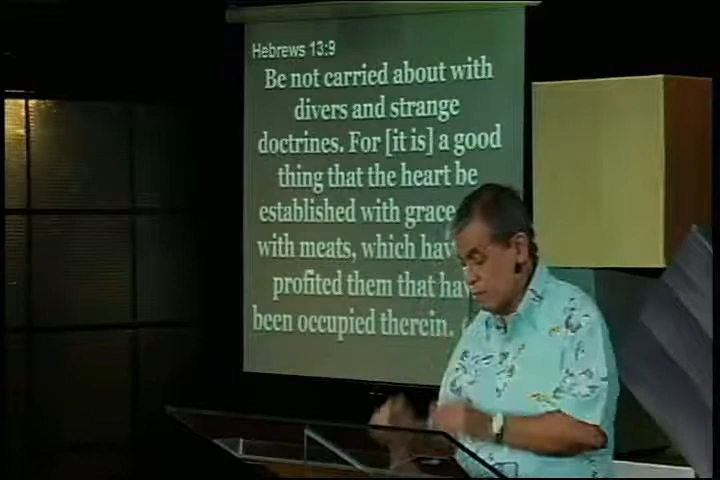 Hebrews 13:9
Be not carried about with
divers and strange
doctrines. For [it is] a good
thing that the heart be
established with grace
with meats, which
profited them that
been occupied therein.